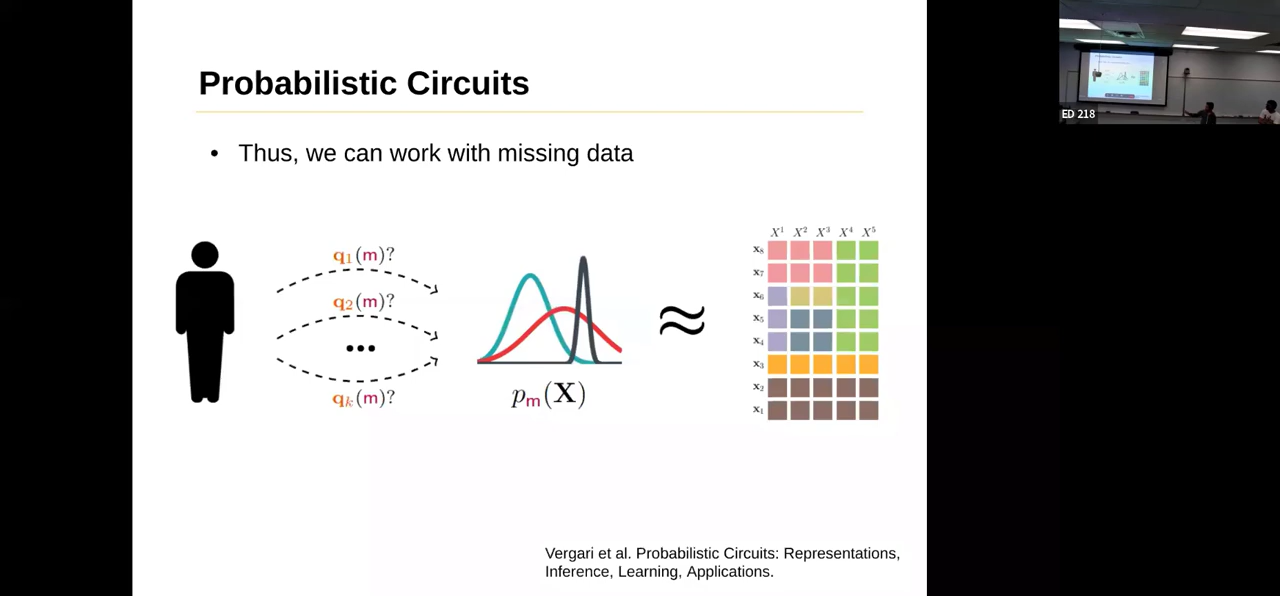 Probabilistic Circuits
• Thus, we can work with missing data
q₁(m)?
q₂(m)?
...
qₖ(m)?
pₘ(X)
≈
X¹ X² X³ X⁴ X⁵
x₈
x₇
x₆
x₅
x₄
x₃
x₂
x₁
Vergari et al. Probabilistic Circuits: Representations,
Inference, Learning, Applications.
ED 218